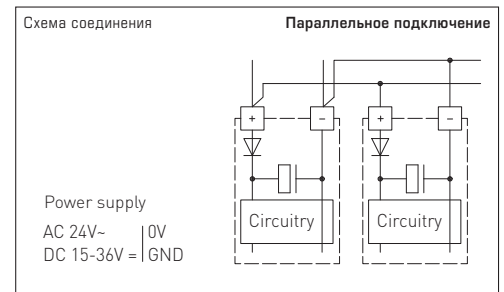 Схема соединения
Параллельное подключение
+ − + −
Circuitry Circuitry
Power supply
AC 24V~ | 0V
DC 15-36V = | GND